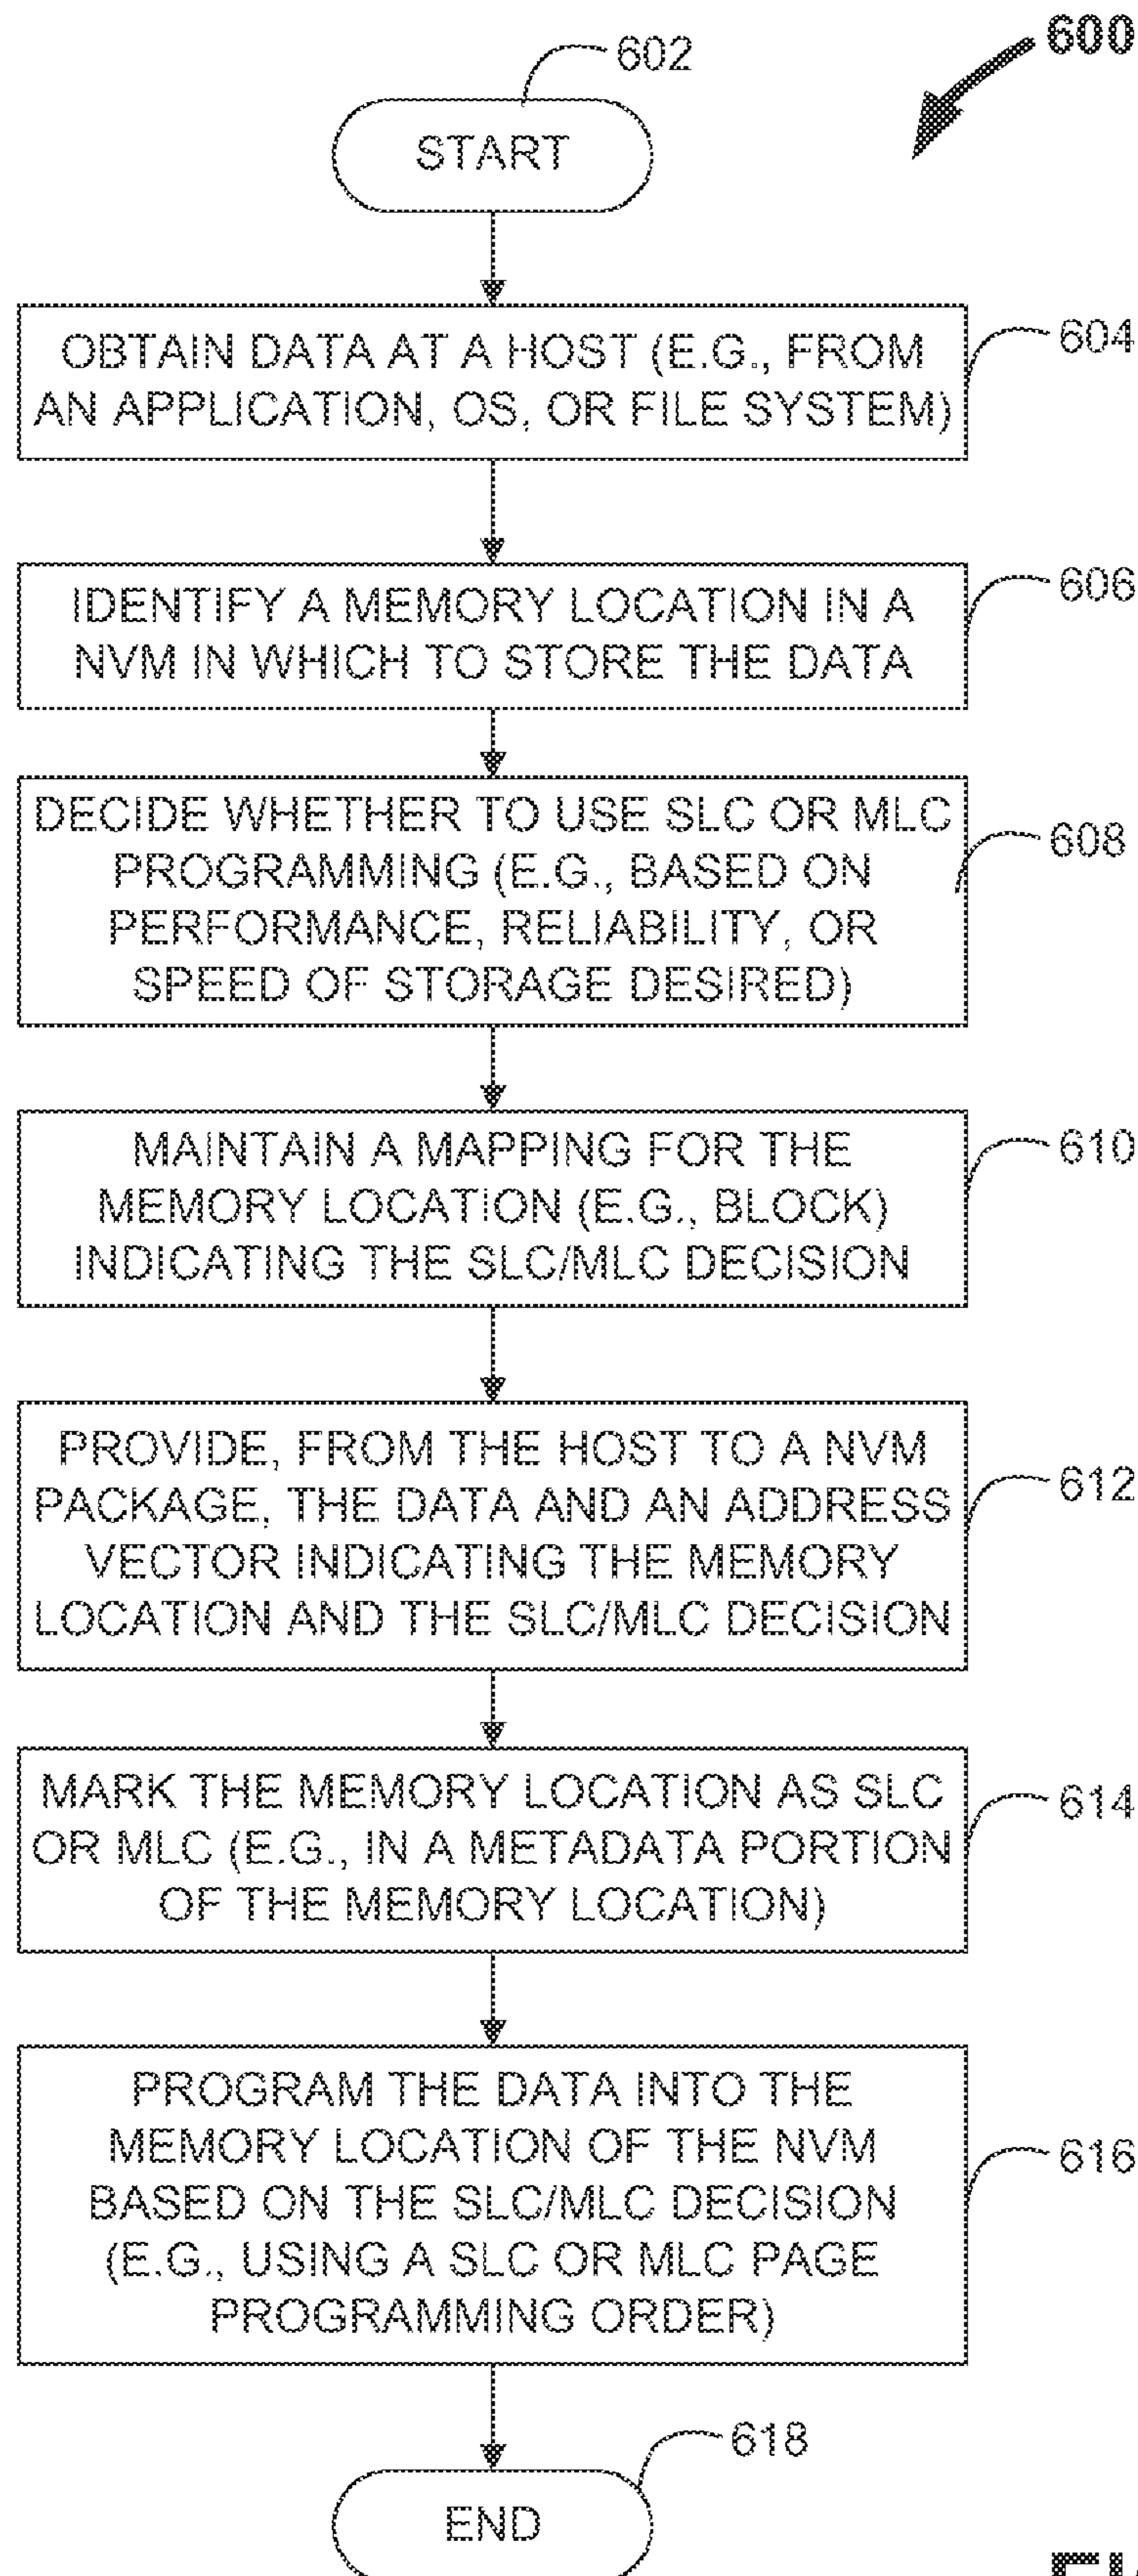 600
602
START
OBTAIN DATA AT A HOST (E.G., FROM
AN APPLICATION, OS, OR FILE SYSTEM)
604
IDENTIFY A MEMORY LOCATION IN A
NVM IN WHICH TO STORE THE DATA
606
DECIDE WHETHER TO USE SLC OR MLC
PROGRAMMING (E.G., BASED ON
PERFORMANCE, RELIABILITY, OR
SPEED OF STORAGE DESIRED)
608
MAINTAIN A MAPPING FOR THE
MEMORY LOCATION (E.G., BLOCK)
INDICATING THE SLC/MLC DECISION
610
PROVIDE, FROM THE HOST TO A NVM
PACKAGE, THE DATA AND AN ADDRESS
VECTOR INDICATING THE MEMORY
LOCATION AND THE SLC/MLC DECISION
612
MARK THE MEMORY LOCATION AS SLC
OR MLC (E.G., IN A METADATA PORTION
OF THE MEMORY LOCATION)
614
PROGRAM THE DATA INTO THE
MEMORY LOCATION OF THE NVM
BASED ON THE SLC/MLC DECISION
(E.G., USING A SLC OR MLC PAGE
PROGRAMMING ORDER)
616
618
END